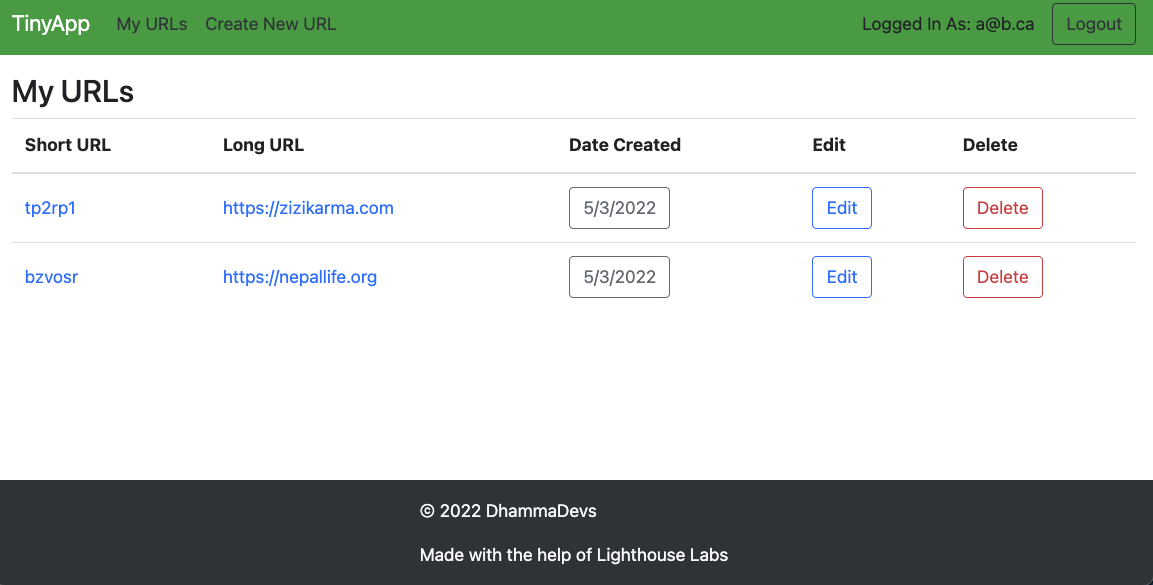 TinyApp My URLs Create New URL Logged In As: a@b.ca Logout
My URLs
Short URL Long URL Date Created Edit Delete
tp2rp1 https://zizikarma.com 5/3/2022 Edit Delete
bzvosr https://nepallife.org 5/3/2022 Edit Delete
© 2022 DhammaDevs
Made with the help of Lighthouse Labs